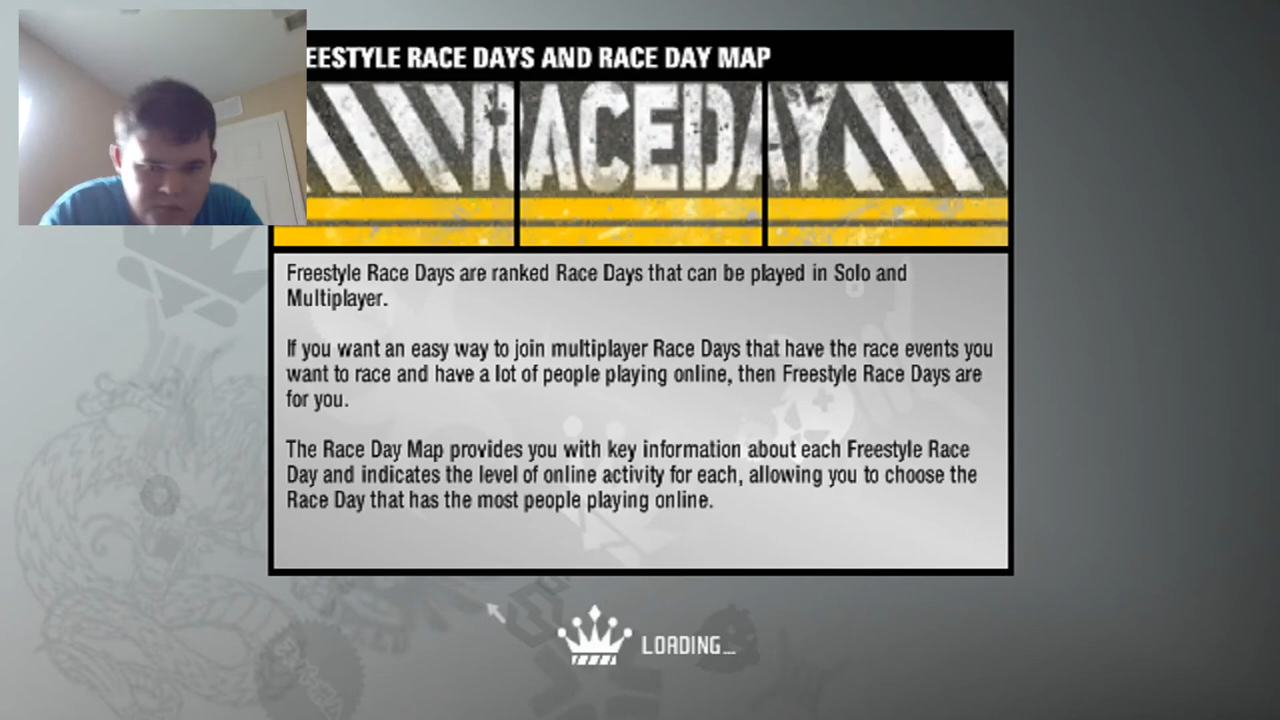 EESTYLE RACE DAYS AND RACE DAY MAP
RACEDAY
Freestyle Race Days are ranked Race Days that can be played in Solo and
Multiplayer.
If you want an easy way to join multiplayer Race Days that have the race events you
want to race and have a lot of people playing online, then Freestyle Race Days are
for you.
The Race Day Map provides you with key information about each Freestyle Race
Day and indicates the level of online activity for each, allowing you to choose the
Race Day that has the most people playing online.
LOADING...